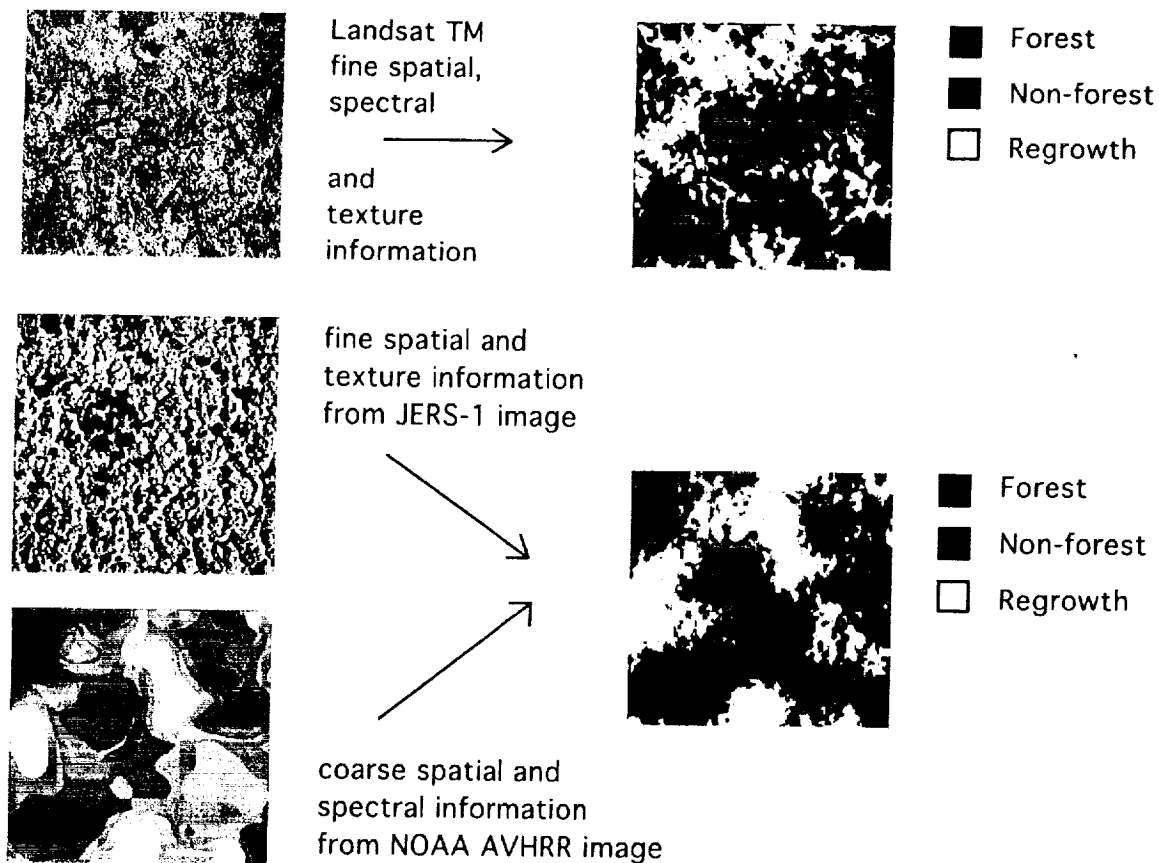 Landsat TM
fine spatial,
spectral
and
texture
information
Forest
Non-forest
Regrowth
fine spatial and
texture information
from JERS-1 image
Forest
Non-forest
Regrowth
coarse spatial and
spectral information
from NOAA AVHRR image